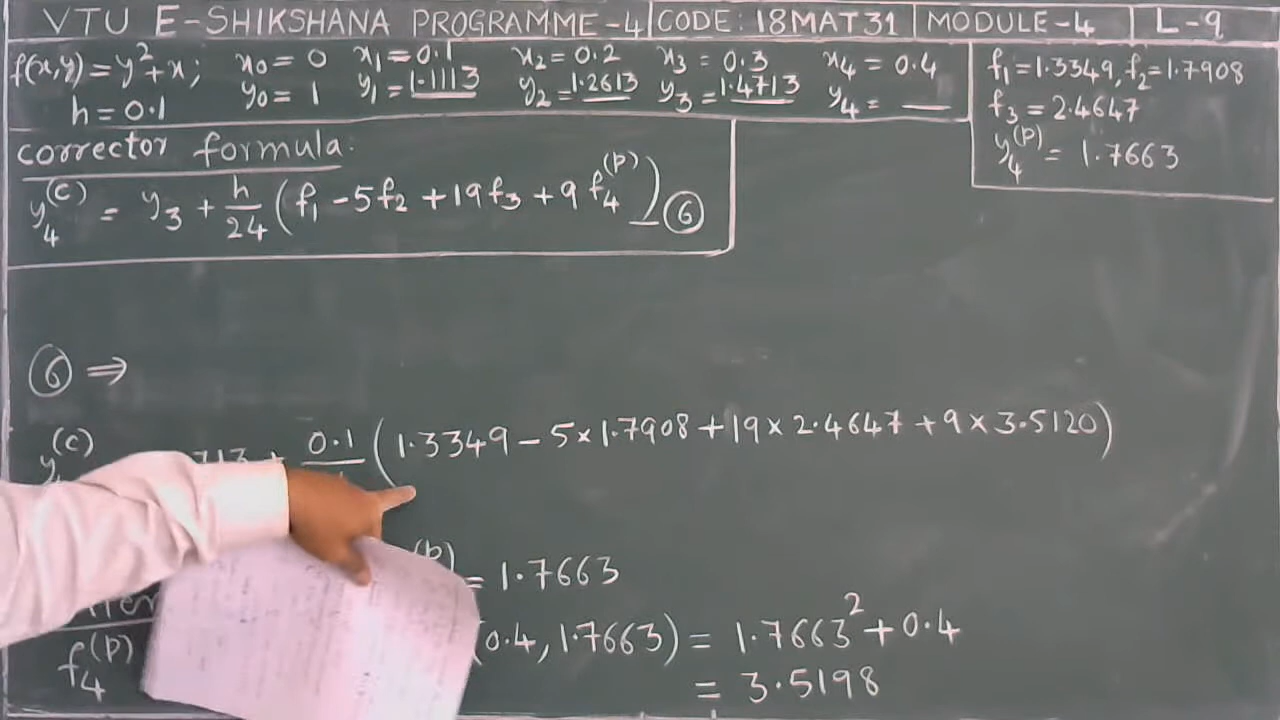 VTU E-SHIKSHANA PROGRAMME-4 CODE: 18MAT31 MODULE-4 L-9
f(x,y) = y² + x; x0 = 0 x1 = 0.1 x2 = 0.2 x3 = 0.3 x4 = 0.4
h = 0.1 y0 = 1 y1 = 1.1113 y2 = 1.2613 y3 = 1.4713 y4 = __
f1 = 1.3349, f2 = 1.7908
f3 = 2.4647
y4^(P) = 1.7663
corrector formula:
y4^(c) = y3 + h/24 (f1 - 5f2 + 19f3 + 9f4^(P)) — 6
6 ⇒
y^(c) 713 + 0.1/ (1.3349 - 5×1.7908 + 19×2.4647 + 9×3.5120)
(P) = 1.7663
f4^(P) (0.4, 1.7663) = 1.7663² + 0.4
= 3.5198